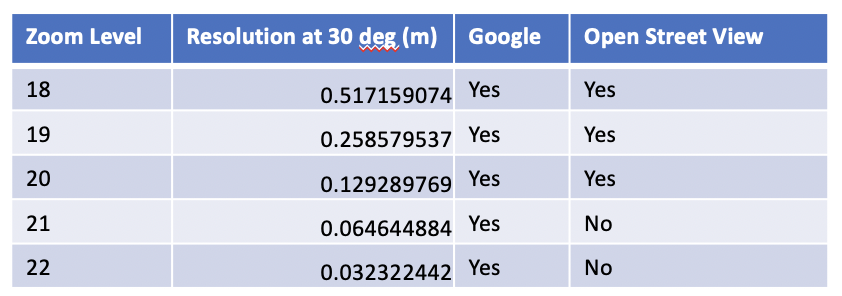 Zoom Level Resolution at 30 deg (m) Google Open Street View
18 0.517159074 Yes Yes
19 0.258579537 Yes Yes
20 0.129289769 Yes Yes
21 0.064644884 Yes No
22 0.032322442 Yes No